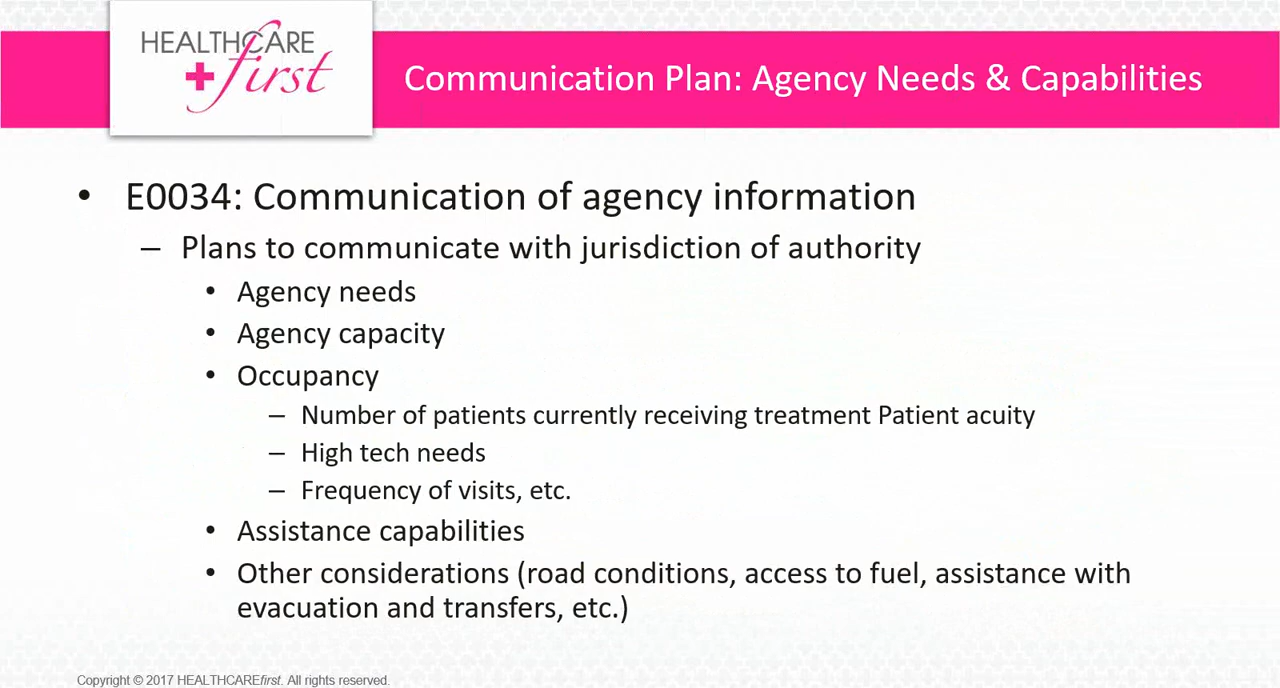 HEALTHCARE
first
Communication Plan: Agency Needs & Capabilities
• E0034: Communication of agency information
– Plans to communicate with jurisdiction of authority
• Agency needs
• Agency capacity
• Occupancy
– Number of patients currently receiving treatment Patient acuity
– High tech needs
– Frequency of visits, etc.
• Assistance capabilities
• Other considerations (road conditions, access to fuel, assistance with
evacuation and transfers, etc.)
Copyright © 2017 HEALTHCAREfirst. All rights reserved.